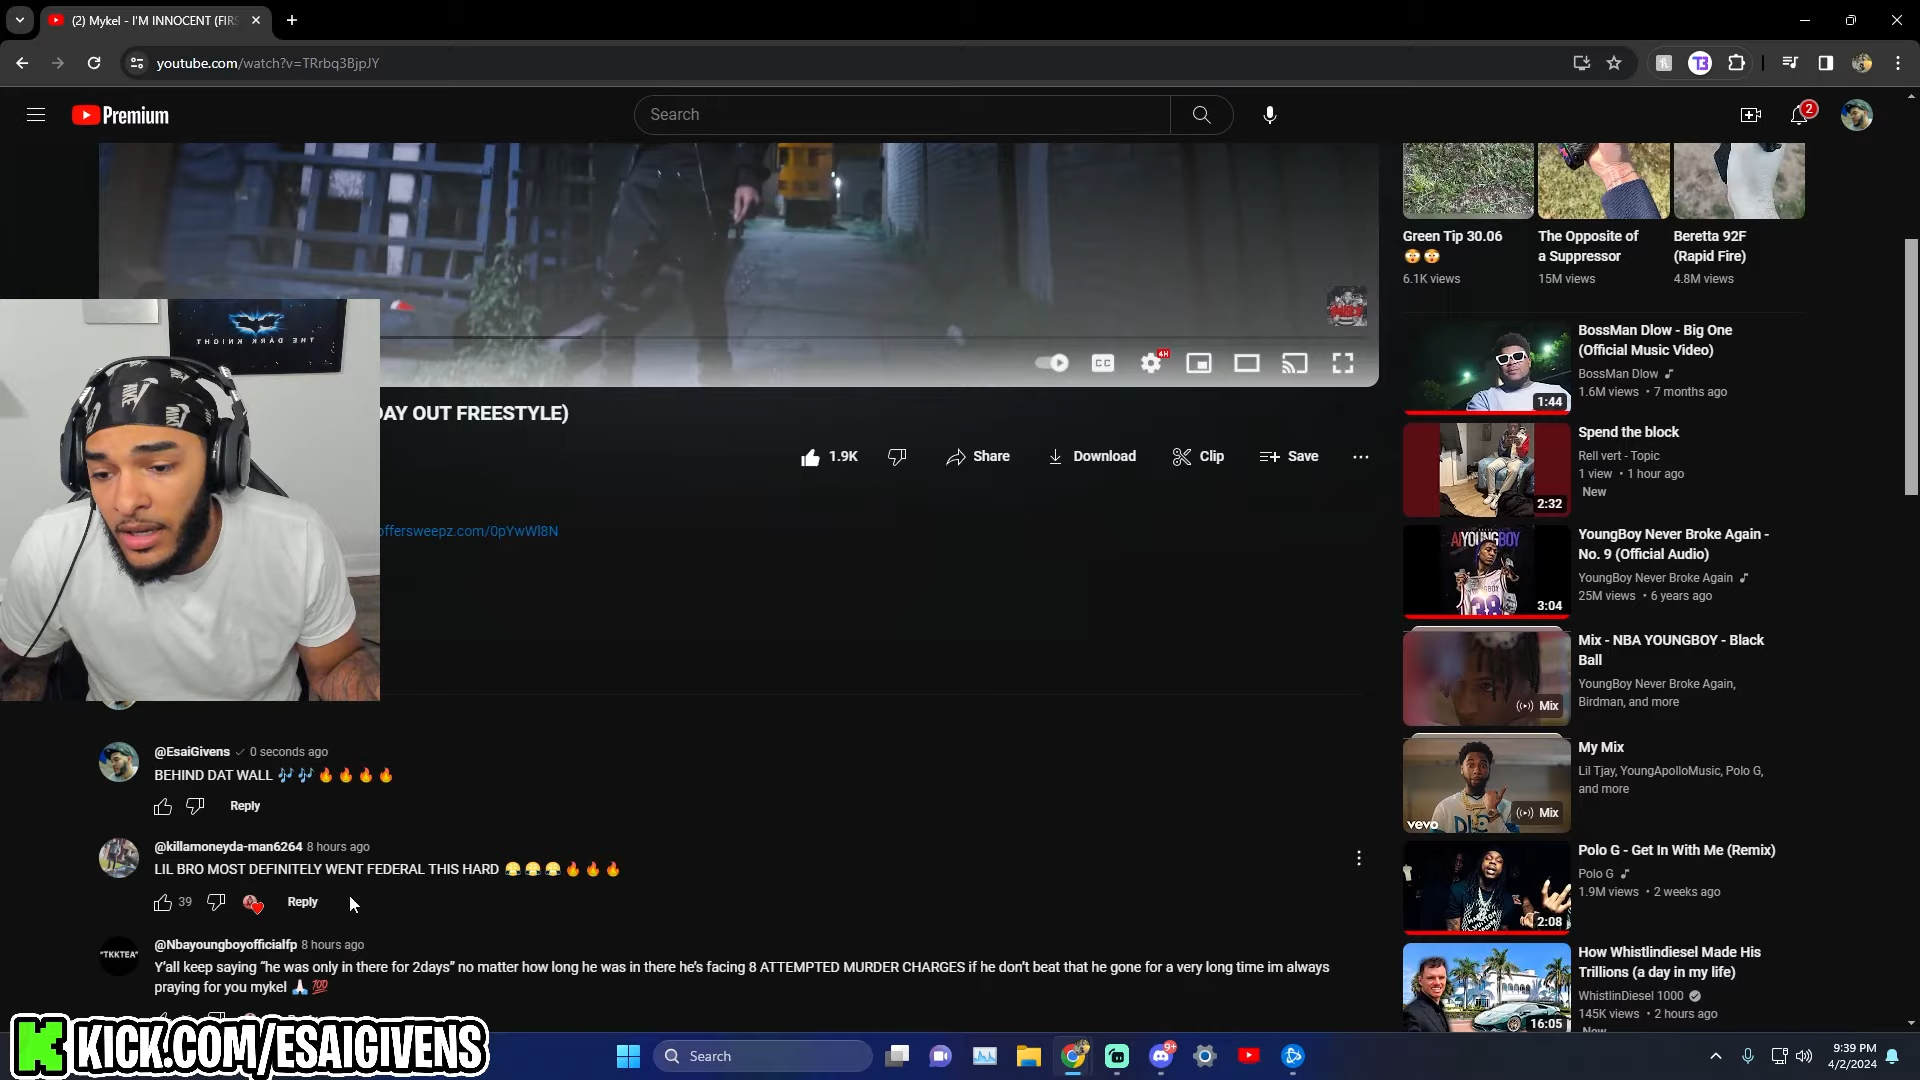 (2) Mykel - I'M INNOCENT (FIRS
youtube.com/watch?v=TRrbq3BjpJY
Premium
Search
2
Green Tip 30.06
😳😳
6.1K views
The Opposite of
a Suppressor
15M views
Beretta 92F
(Rapid Fire)
4.8M views
THE DARK KNIGHT
CC
4H
DAY OUT FREESTYLE)
1.9K
Share
Download
Clip
Save
offersweepz.com/0pYwWl8N
BossMan Dlow - Big One
(Official Music Video)
BossMan Dlow
1.6M views • 7 months ago
1:44
Spend the block
Rell vert - Topic
1 view • 1 hour ago
New
2:32
YoungBoy Never Broke Again -
No. 9 (Official Audio)
YoungBoy Never Broke Again
25M views • 6 years ago
AIYOUNGBOY
38
3:04
Mix - NBA YOUNGBOY - Black
Ball
YoungBoy Never Broke Again,
Birdman, and more
Mix
My Mix
Lil Tjay, YoungApolloMusic, Polo G,
and more
Mix
vevo
Polo G - Get In With Me (Remix)
Polo G
1.9M views • 2 weeks ago
2:08
How Whistlindiesel Made His
Trillions (a day in my life)
WhistlinDiesel 1000
145K views • 2 hours ago
New
16:05
@EsaiGivens 0 seconds ago
BEHIND DAT WALL 🎶🎶🔥🔥🔥🔥
Reply
@killamoneyda-man6264 8 hours ago
LIL BRO MOST DEFINITELY WENT FEDERAL THIS HARD 😤😤😤🔥🔥🔥
39
Reply
"TKKTEA"
@Nbayoungboyofficialfp 8 hours ago
Y'all keep saying “he was only in there for 2days” no matter how long he was in there he's facing 8 ATTEMPTED MURDER CHARGES if he don't beat that he gone for a very long time im always
praying for you mykel 🙏🏻 💯
K KICK.COM/ESAIGIVENS
Search
9+
9:39 PM
4/2/2024